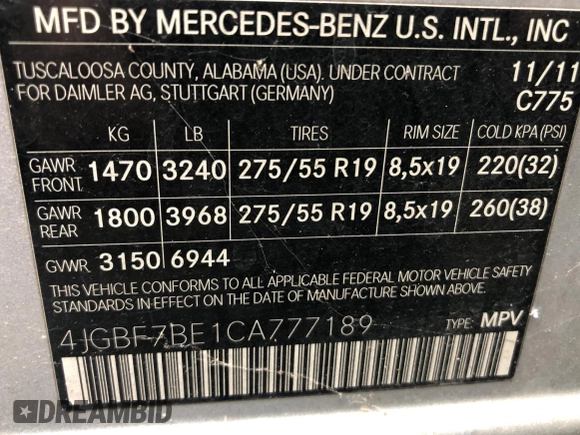 MFD BY MERCEDES-BENZ U.S. INTL., INC
TUSCALOOSA COUNTY, ALABAMA (USA). UNDER CONTRACT 11/11
FOR DAIMLER AG, STUTTGART (GERMANY) C775
KG LB TIRES RIM SIZE COLD KPA (PSI)
GAWR FRONT 1470 3240 275/55 R19 8,5x19 220(32)
GAWR REAR 1800 3968 275/55 R19 8,5x19 260(38)
GVWR 3150 6944
THIS VEHICLE CONFORMS TO ALL APPLICABLE FEDERAL MOTOR VEHICLE SAFETY
STANDARDS IN EFFECT ON THE DATE OF MANUFACTURE SHOWN ABOVE.
4JGBF7BE1CA777189 TYPE: MPV
DREAMBID